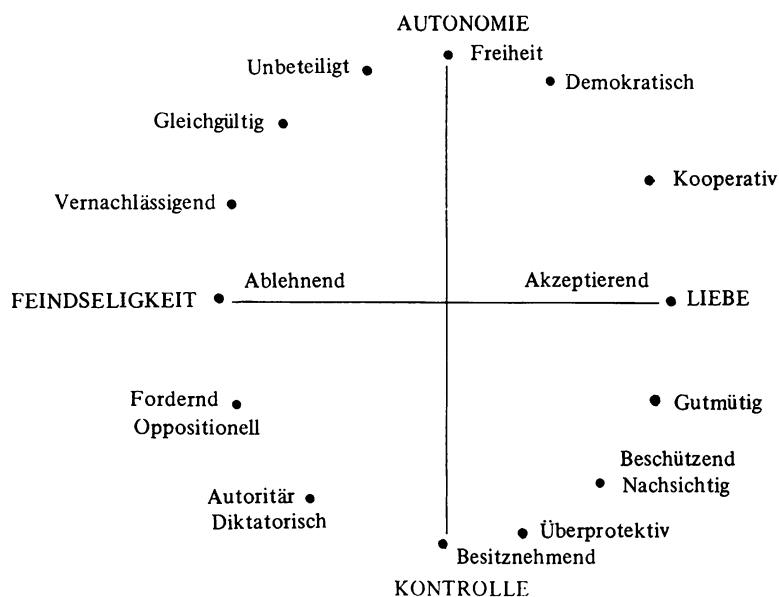 AUTONOMIE
Freiheit
Unbeteiligt
Demokratisch
Gleichgültig
Kooperativ
Vernachlässigend
Ablehnend
Akzeptierend
FEINDSELIGKEIT
LIEBE
Fordernd
Oppositionell
Gutmütig
Beschützend
Nachsichtig
Autoritär
Diktatorisch
Überprotektiv
Besitznehmend
KONTROLLE